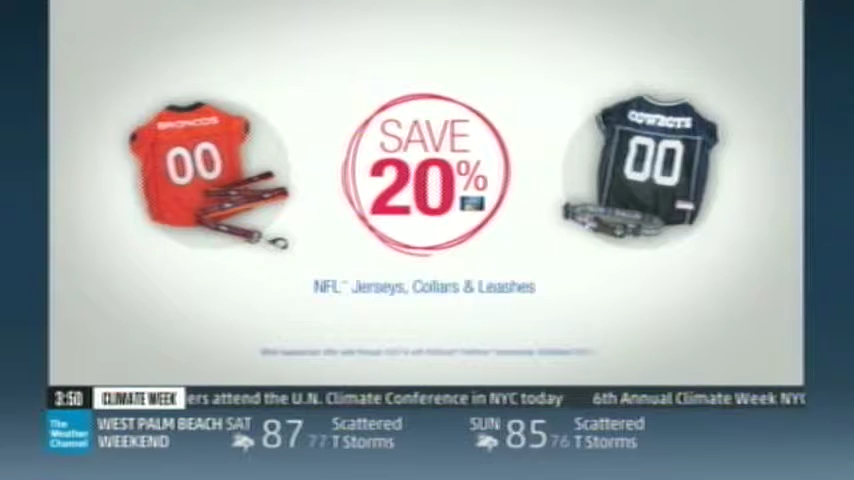 BRONCOS
00
SAVE
20%
COWBOYS
00
NFL™ Jerseys, Collars & Leashes
3:50 CLIMATE WEEK ers attend the U.N. Climate Conference in NYC today 6th Annual Climate Week NYC
The Weather Channel
WEST PALM BEACH WEEKEND
SAT 87 77 Scattered T Storms
SUN 85 76 Scattered T Storms